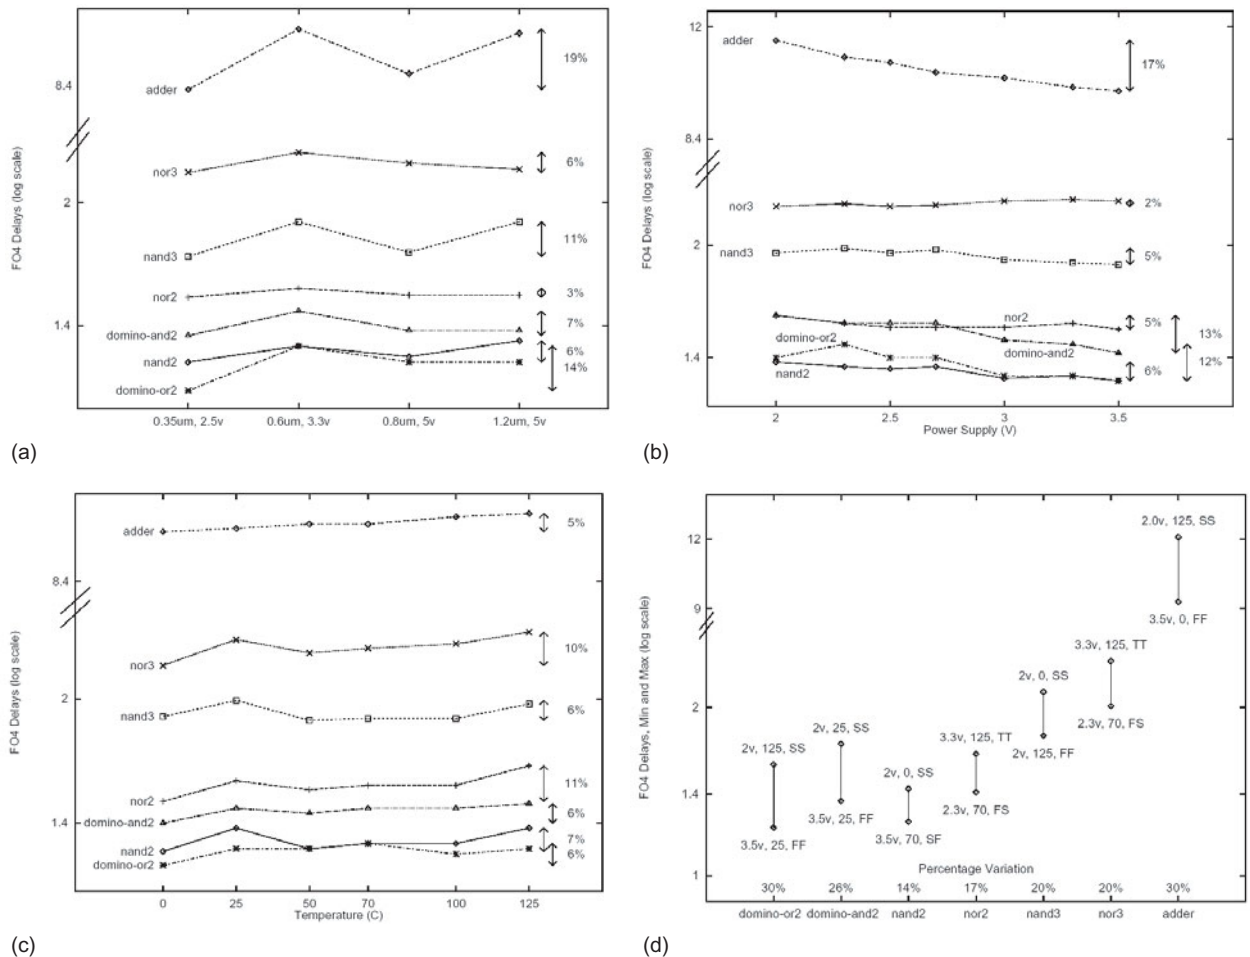 FO4 Delays (log scale)
8.4
2
1.4
adder
nor3
nand3
nor2
domino-and2
nand2
domino-or2
19%
6%
11%
3%
7%
6%
14%
0.35um, 2.5v
0.6um, 3.3v
0.8um, 5v
1.2um, 5v
(a)
FO4 Delays (log scale)
12
8.4
2
1.4
adder
nor3
nand3
nor2
domino-or2
domino-and2
nand2
17%
2%
5%
5%
13%
12%
6%
2
2.5
3
3.5
Power Supply (V)
(b)
FO4 Delays (log scale)
8.4
2
1.4
adder
nor3
nand3
nor2
domino-and2
nand2
domino-or2
5%
10%
6%
11%
6%
7%
6%
0
25
50
70
100
125
Temperature (C)
(c)
FO4 Delays, Min and Max (log scale)
12
9
2
1.4
1
2.0v, 125, SS
3.5v, 0, FF
3.3v, 125, TT
2v, 0, SS
2.3v, 70, FS
2v, 25, SS
3.3v, 125, TT
2v, 125, FF
2v, 125, SS
2v, 0, SS
2.3v, 70, FS
3.5v, 25, FF
3.5v, 25, FF
3.5v, 70, SF
Percentage Variation
30% 26% 14% 17% 20% 20% 30%
domino-or2 domino-and2 nand2 nor2 nand3 nor3 adder
(d)